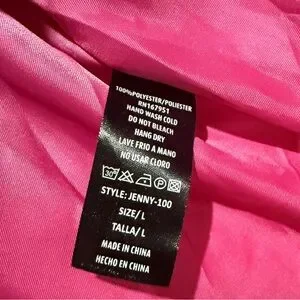 100%POLYESTER/POLIESTER
RN167951
HAND WASH COLD
DO NOT BLEACH
HANG DRY
LAVE FRIO A MANO
NO USAR CLORO
30°
STYLE: JENNY-100
SIZE/ L
TALLA/ L
MADE IN CHINA
HECHO EN CHINA